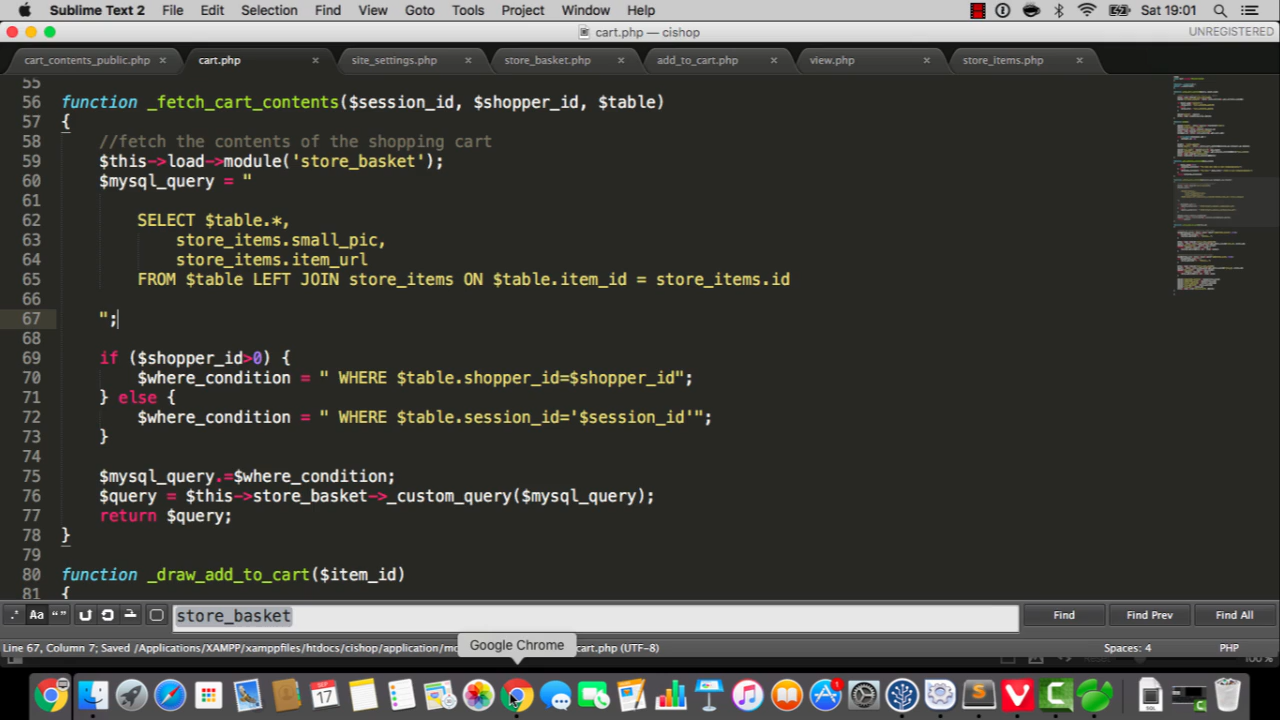 Sublime Text 2 File Edit Selection Find View Goto Tools Project Window Help Sat 19:01
cart.php — cishop UNREGISTERED
cart_contents_public.php cart.php site_settings.php store_basket.php add_to_cart.php view.php store_items.php
55
56 function _fetch_cart_contents($session_id, $shopper_id, $table)
57 {
58 //fetch the contents of the shopping cart
59 $this->load->module('store_basket');
60 $mysql_query = "
61
62 SELECT $table.*,
63 store_items.small_pic,
64 store_items.item_url
65 FROM $table LEFT JOIN store_items ON $table.item_id = store_items.id
66
67 ";
68
69 if ($shopper_id>0) {
70 $where_condition = " WHERE $table.shopper_id=$shopper_id";
71 } else {
72 $where_condition = " WHERE $table.session_id='$session_id'";
73 }
74
75 $mysql_query.=$where_condition;
76 $query = $this->store_basket->_custom_query($mysql_query);
77 return $query;
78 }
79
80 function _draw_add_to_cart($item_id)
81 {
.* Aa “” store_basket Find Find Prev Find All
Google Chrome
Line 67, Column 7; Saved /Applications/XAMPP/xamppfiles/htdocs/cishop/application/mo cart.php (UTF-8) Spaces: 4 PHP
100 %
17
1
SQL